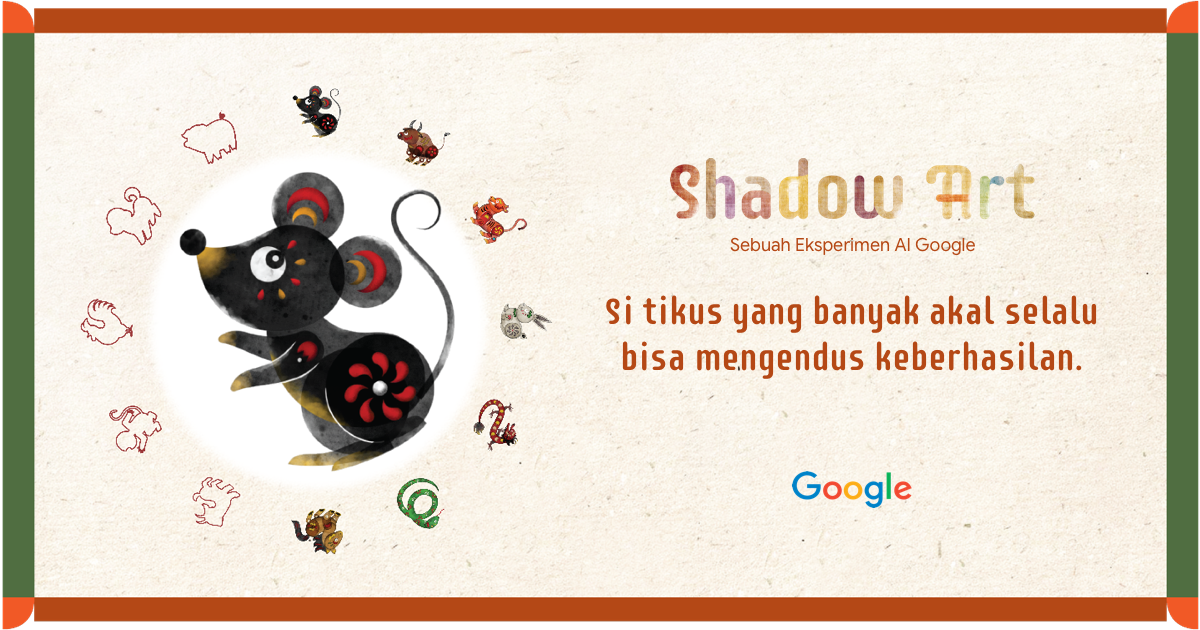 Shadow Art
Sebuah Eksperimen AI Google
Si tikus yang banyak akal selalu
bisa mengendus keberhasilan.
Google